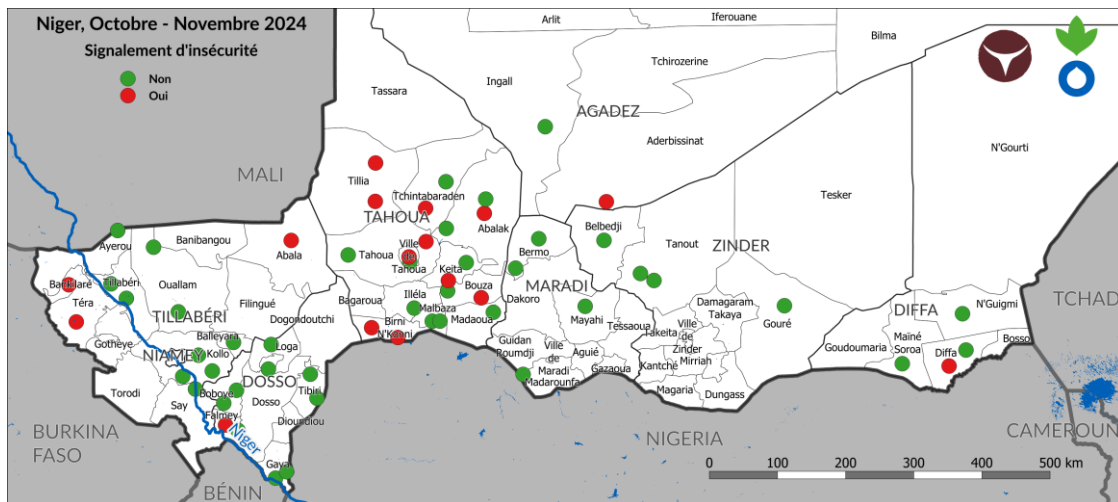 Niger, Octobre - Novembre 2024
Signalement d'insécurité
Non
Oui
Arlit
Iferouane
Bilma
Ingall
Tchirozerine
Tassara
AGADEZ
Aderbissinat
N'Gourti
MALI
Tillia
Tchintabaraden
Tesker
TAHOUA
Abalak
Belbedji
Ayerou
Banibangou
Abala
Tahoua
Ville de
Tahoua
Keita
Bermo
Tanout
ZINDER
Bankilaré
Tillabéri
Ouallam
Téra
Filingué
Bagaroua
Illéla
Bouza
Dakoro
MARADI
Damagaram
Takaya
DIFFA
N'Guigmi
TCHAD
TILLABÉRI
Dogondoutchi
Birni
N'Konni
Malbaza
Madaoua
Mayahi
Tessaoua
Takeita
Ville
de
Zinder
Gouré
Goudoumaria
Mainé
Soroa
Diffa
Bosso
Gothèye
Balleyara
NIAMEY
Kollo
Loga
Guidan
Roumdji
Ville
de
Maradi
Madarounfa
Aguié
Gazaoua
Kantché
Mirriah
Torodi
Say
Boboye
DOSSO
Dosso
Tibiri
Magaria
Dungass
Falmey
Dioundiou
Niger
Gaya
BURKINA
FASO
BÉNIN
NIGERIA
CAMEROUN
0 100 200 300 400 500 km